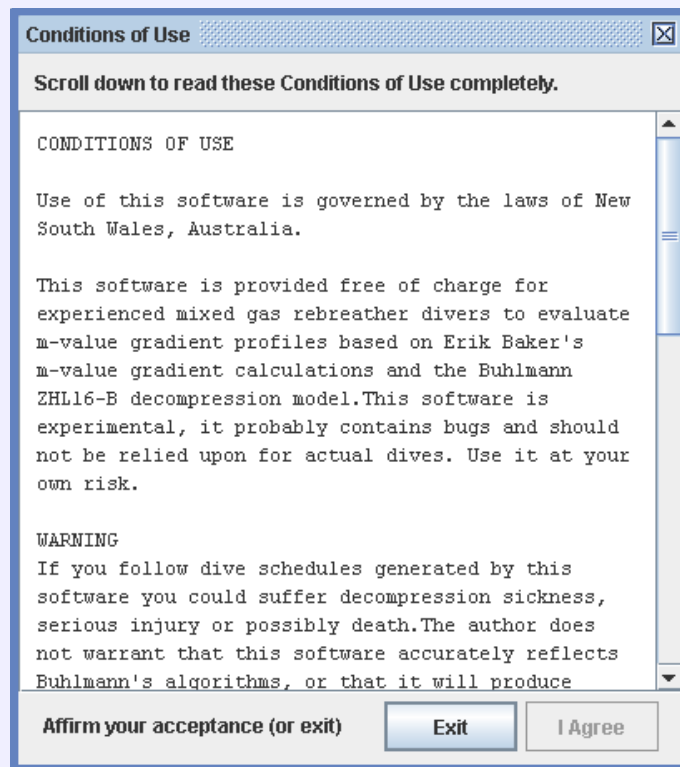 Conditions of Use
Scroll down to read these Conditions of Use completely.
CONDITIONS OF USE
Use of this software is governed by the laws of New
South Wales, Australia.
This software is provided free of charge for
experienced mixed gas rebreather divers to evaluate
m-value gradient profiles based on Erik Baker's
m-value gradient calculations and the Buhlmann
ZHL16-B decompression model.This software is
experimental, it probably contains bugs and should
not be relied upon for actual dives. Use it at your
own risk.
WARNING
If you follow dive schedules generated by this
software you could suffer decompression sickness,
serious injury or possibly death.The author does
not warrant that this software accurately reflects
Buhlmann's algorithms, or that it will produce
Affirm your acceptance (or exit)
Exit
I Agree